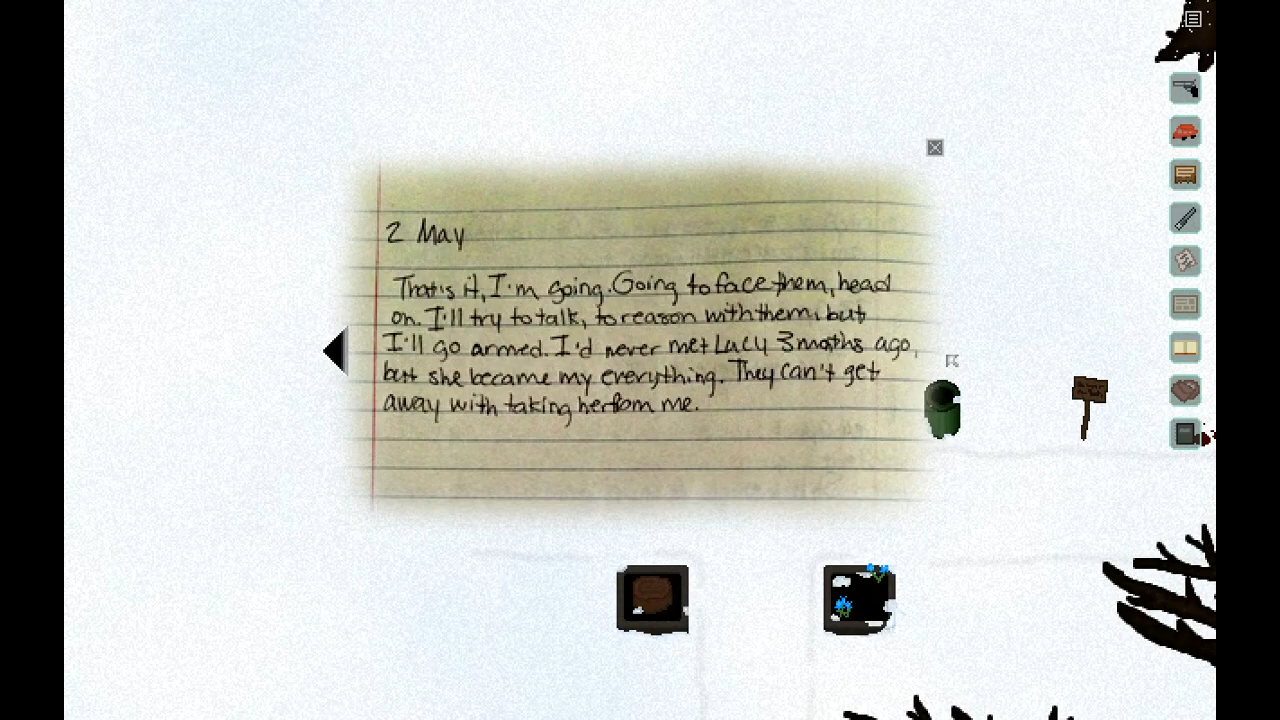 2 May
That's it, I'm going. Going to face them, head
on. I'll try to talk, to reason with them, but
I'll go armed. I'd never met Lucy 3 moths ago,
but she became my everything. They can't get
away with taking her from me.